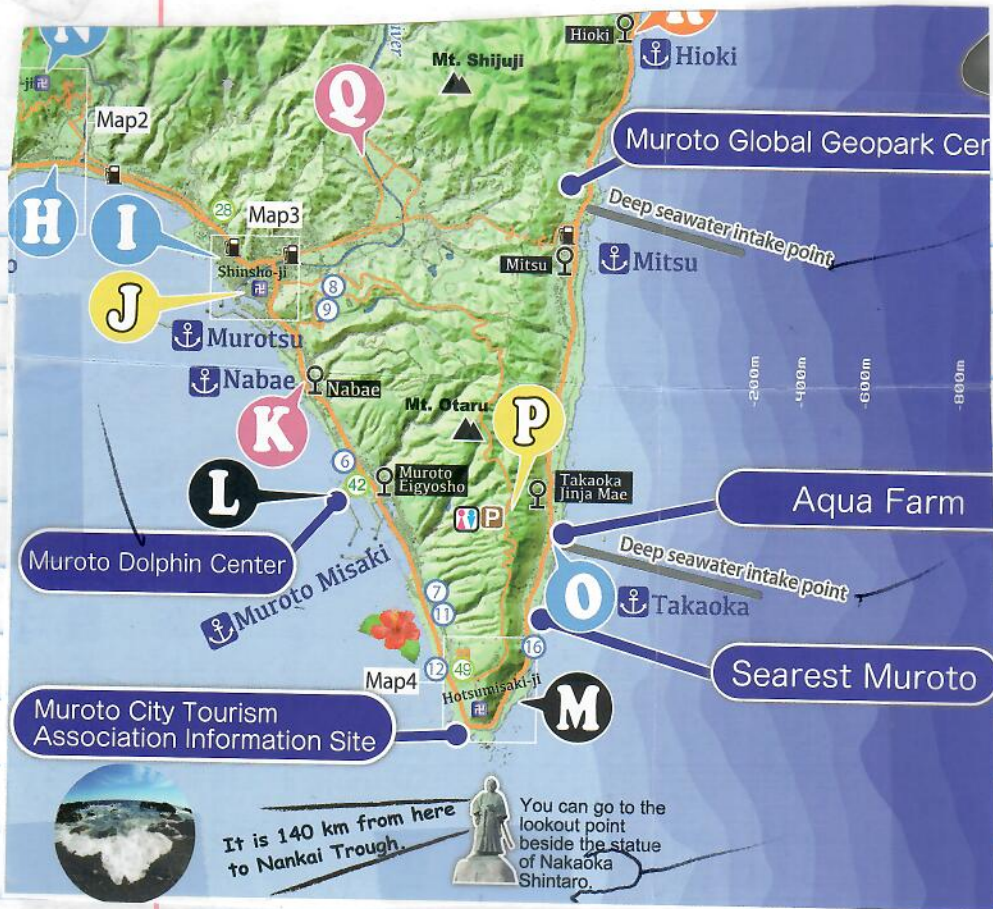 N
Hioki
Hioki
Mt. Shijuji
-ji
Map2
Q
Muroto Global Geopark Cen
H
I
28
Map3
Deep seawater intake point
Shinsho-ji
Mitsu
Mitsu
J
8
9
Murotsu
Nabae
Nabae
-200m
-400m
-600m
-800m
K
Mt. Otaru
P
6
42
Muroto
Eigyosho
Takaoka
Jinja Mae
L
P
Aqua Farm
Muroto Dolphin Center
Deep seawater intake point
Muroto Misaki
O
Takaoka
7
11
16
12
49
Map4
Hotsumisaki-ji
Searest Muroto
M
Muroto City Tourism
Association Information Site
It is 140 km from here
to Nankai Trough.
You can go to the
lookout point
beside the statue
of Nakaoka
Shintaro.